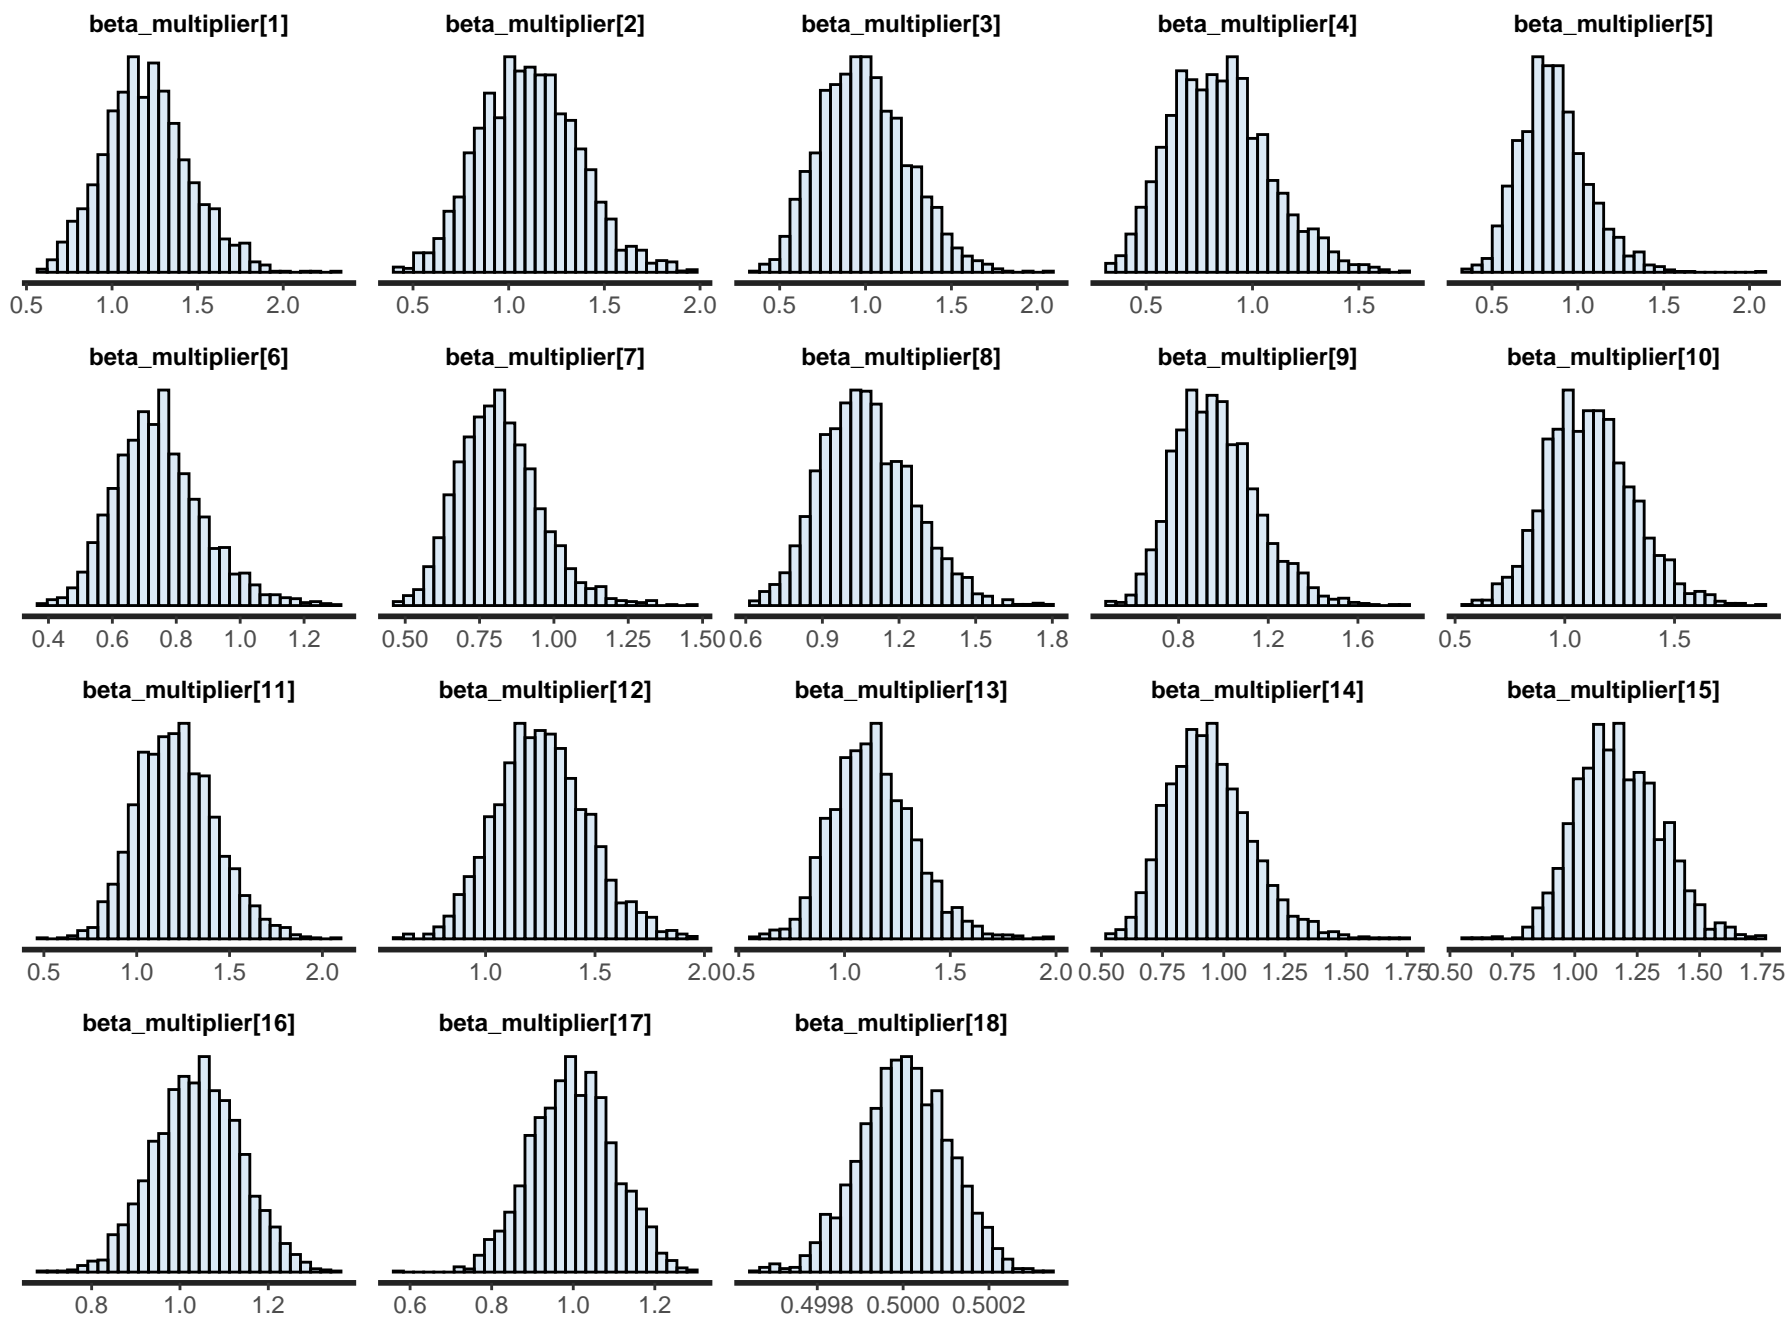 beta_multiplier[1] beta_multiplier[2] beta_multiplier[3] beta_multiplier[4] beta_multiplier[5]
0.5 1.0 1.5 2.0 0.5 1.0 1.5 2.0 0.5 1.0 1.5 2.0 0.5 1.0 1.5 0.5 1.0 1.5 2.0
beta_multiplier[6] beta_multiplier[7] beta_multiplier[8] beta_multiplier[9] beta_multiplier[10]
0.4 0.6 0.8 1.0 1.2 0.50 0.75 1.00 1.25 1.50 0.6 0.9 1.2 1.5 1.8 0.8 1.2 1.6 0.5 1.0 1.5
beta_multiplier[11] beta_multiplier[12] beta_multiplier[13] beta_multiplier[14] beta_multiplier[15]
0.5 1.0 1.5 2.0 1.0 1.5 2.0 0.5 1.0 1.5 2.0 0.50 0.75 1.00 1.25 1.50 1.75 0.50 0.75 1.00 1.25 1.50 1.75
beta_multiplier[16] beta_multiplier[17] beta_multiplier[18]
0.8 1.0 1.2 0.6 0.8 1.0 1.2 0.4998 0.5000 0.5002